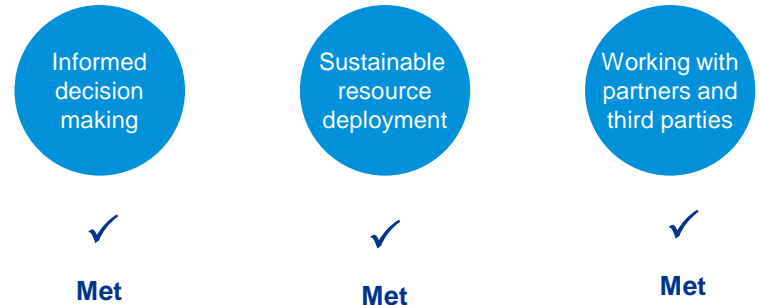 Informed
decision
making
Sustainable
resource
deployment
Working with
partners and
third parties
✓
✓
✓
Met
Met
Met